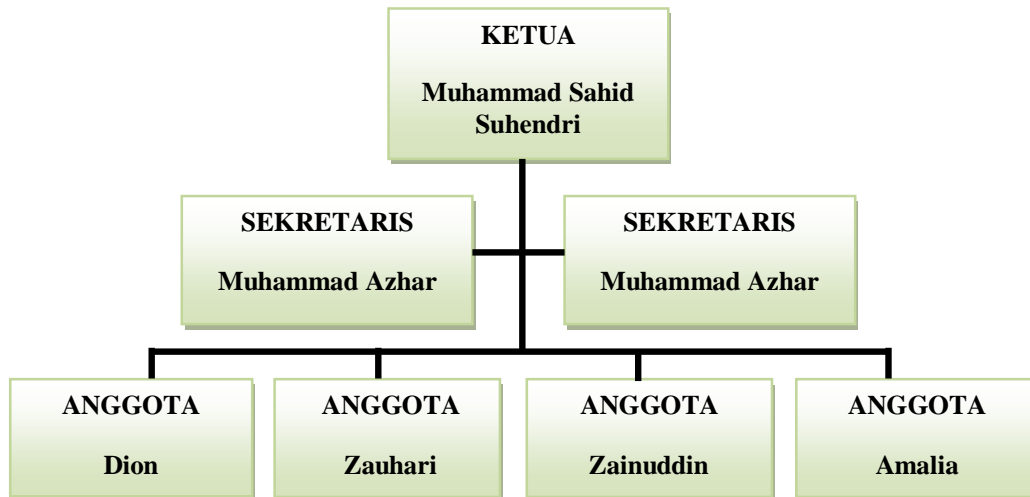 KETUA
Muhammad Sahid
Suhendri
SEKRETARIS
Muhammad Azhar
SEKRETARIS
Muhammad Azhar
ANGGOTA
Dion
ANGGOTA
Zauhari
ANGGOTA
Zainuddin
ANGGOTA
Amalia